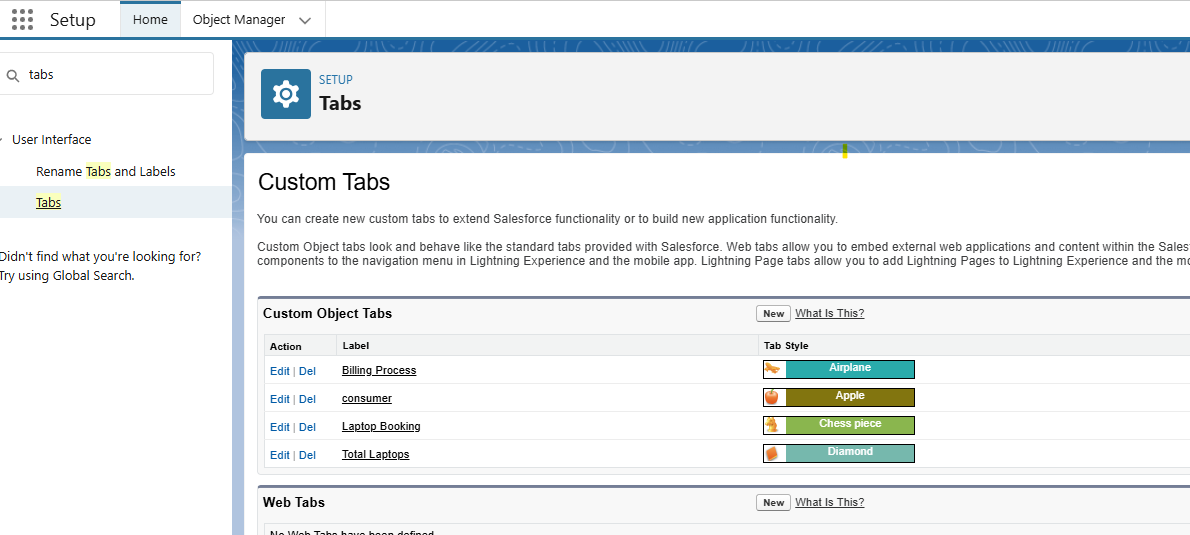 Setup
Home
Object Manager
tabs
User Interface
Rename Tabs and Labels
Tabs
Didn't find what you're looking for?
Try using Global Search.
SETUP
Tabs
Custom Tabs
You can create new custom tabs to extend Salesforce functionality or to build new application functionality.
Custom Object tabs look and behave like the standard tabs provided with Salesforce. Web tabs allow you to embed external web applications and content within the Sales
components to the navigation menu in Lightning Experience and the mobile app. Lightning Page tabs allow you to add Lightning Pages to Lightning Experience and the mo
Custom Object Tabs New What Is This?
Action Label Tab Style
Edit | Del Billing Process Airplane
Edit | Del consumer Apple
Edit | Del Laptop Booking Chess piece
Edit | Del Total Laptops Diamond
Web Tabs New What Is This?
No Web Tabs have been defined